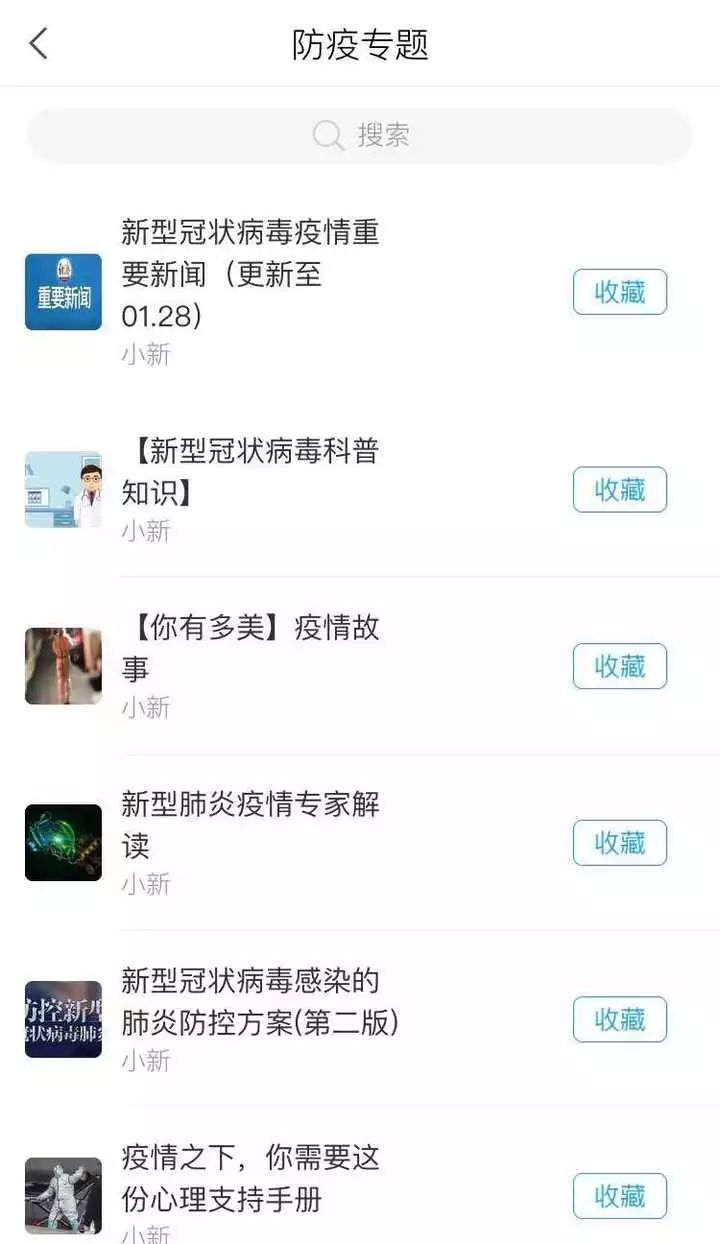 防疫专题
搜索
新型冠状病毒疫情重
要新闻（更新至
01.28）
小新
重要新闻
收藏
【新型冠状病毒科普
知识】
小新
收藏
【你有多美】疫情故
事
小新
收藏
新型肺炎疫情专家解
读
小新
收藏
新型冠状病毒感染的
肺炎防控方案(第二版)
小新
防控新型
冠状病毒肺炎
收藏
疫情之下，你需要这
份心理支持手册
小新
收藏